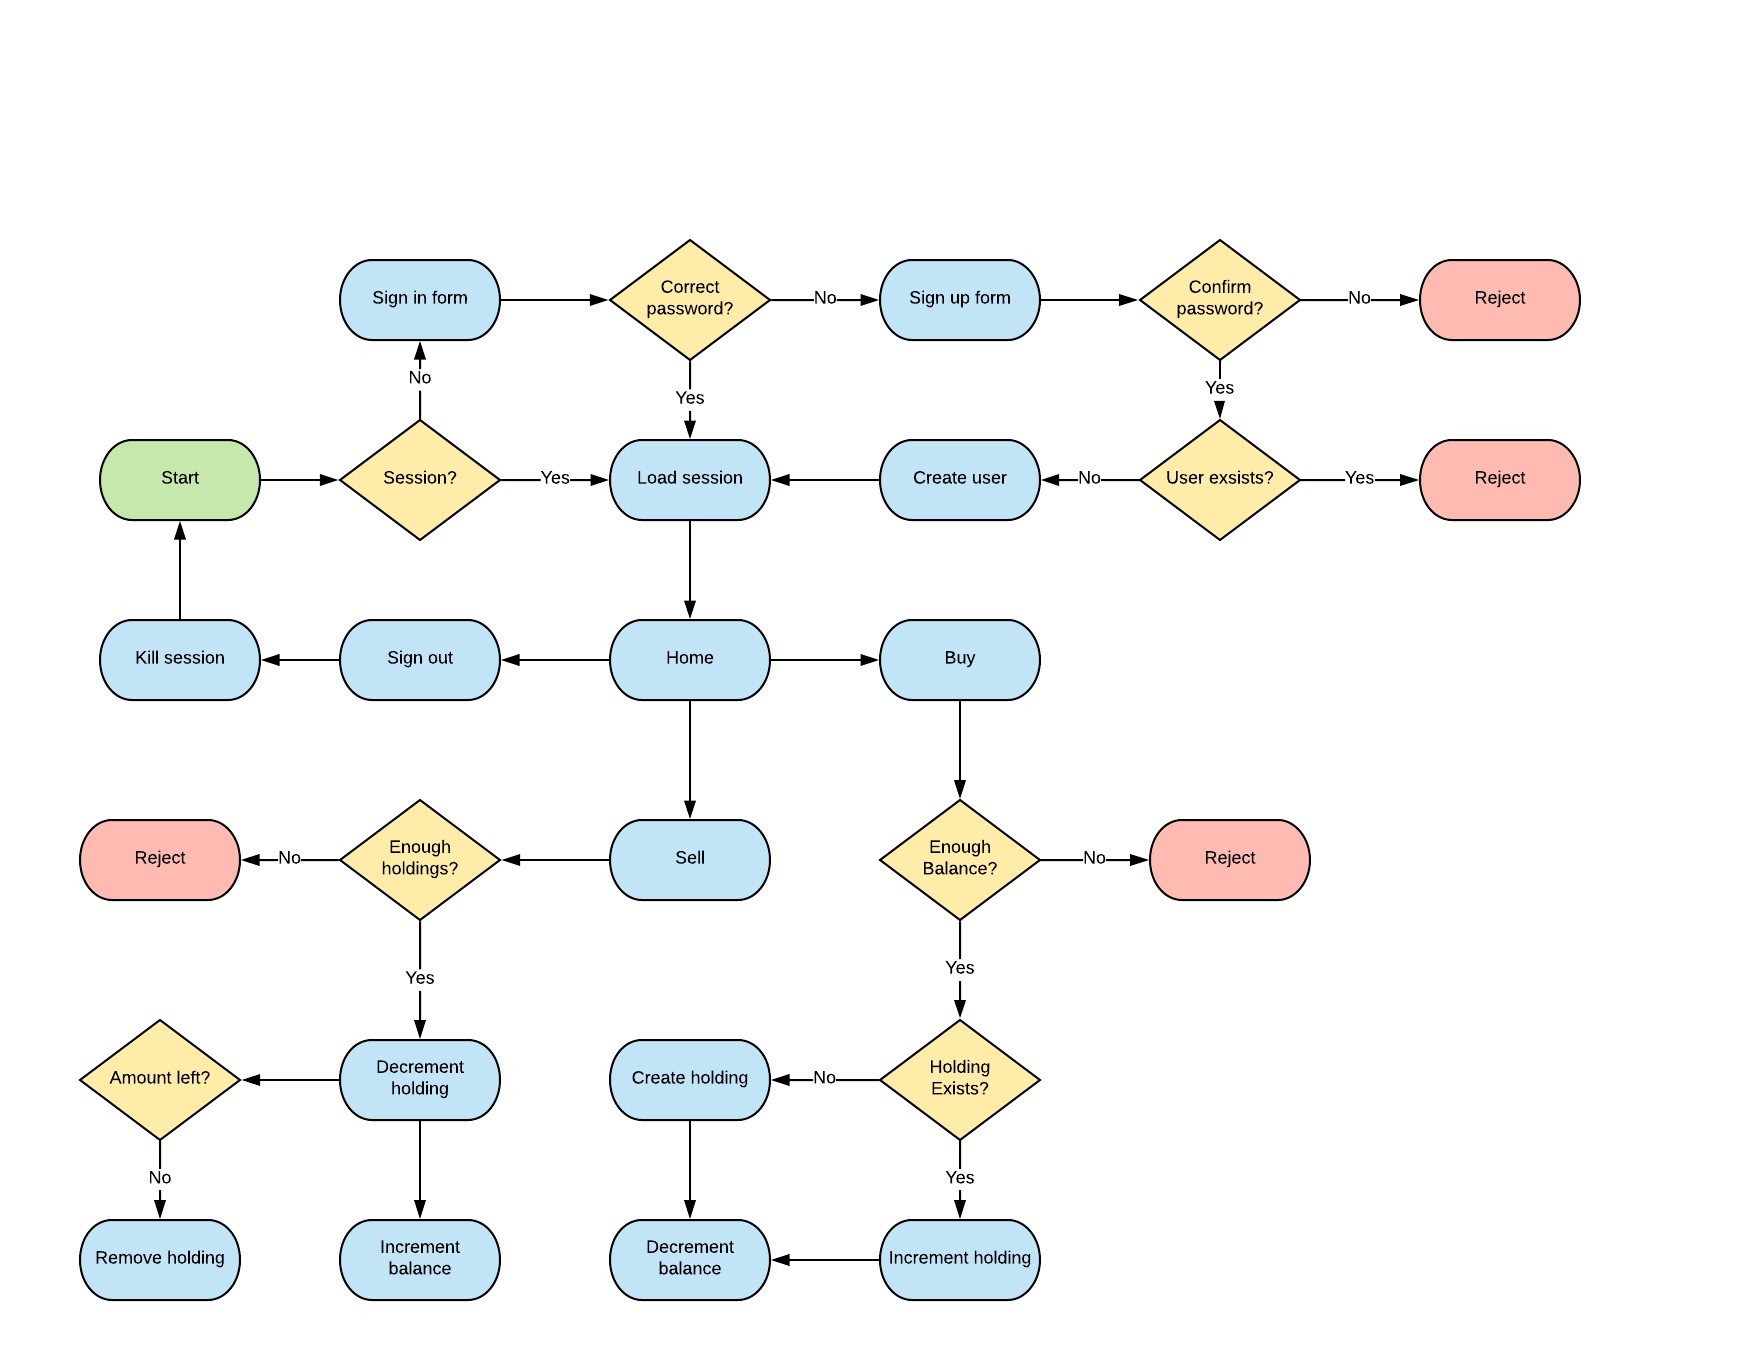 Sign in form
Correct
password?
No
Sign up form
Confirm
password?
No
Reject
No
Yes
Yes
Start
Session?
Yes
Load session
Create user
No
User exsists?
Yes
Reject
Kill session
Sign out
Home
Buy
Reject
No
Enough
holdings?
Sell
Enough
Balance?
No
Reject
Yes
Yes
Amount left?
Decrement
holding
Create holding
No
Holding
Exists?
No
Yes
Remove holding
Increment
balance
Decrement
balance
Increment holding